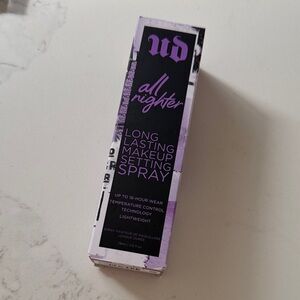 UD
all
nighter
LONG
LASTING
MAKEUP
SETTING
SPRAY
UP TO 16-HOUR WEAR
TEMPERATURE CONTROL
TECHNOLOGY
LIGHTWEIGHT